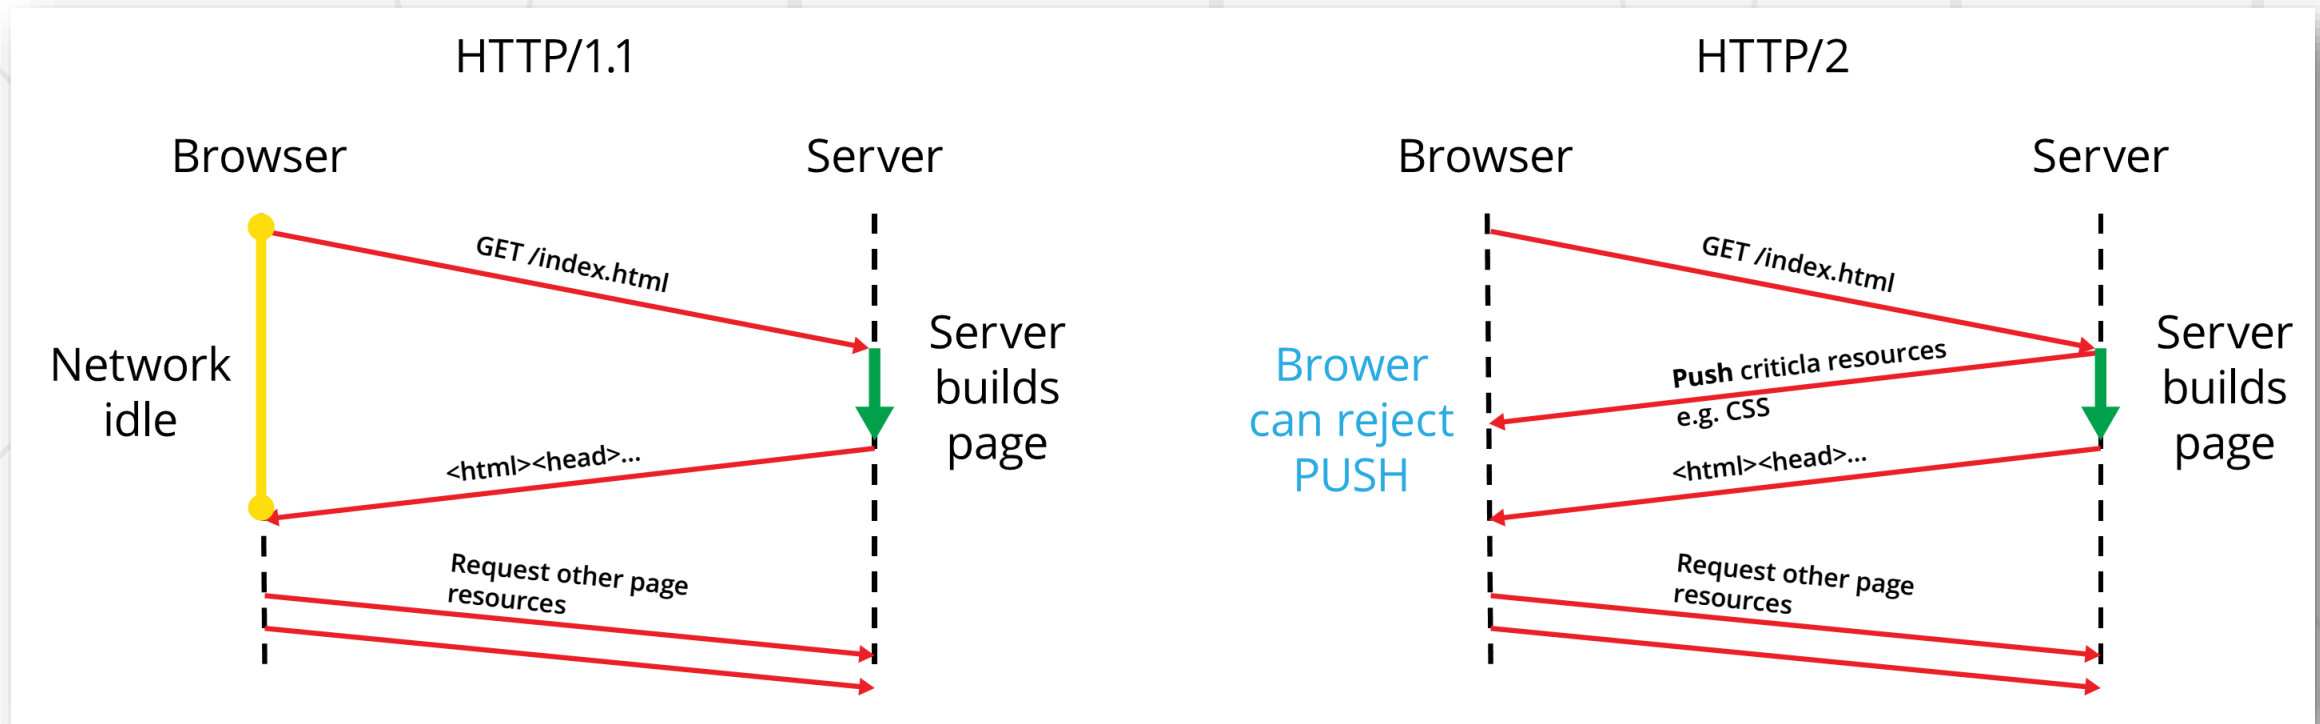 HTTP/1.1
Browser
Server
GET /index.html
Network
idle
Server
builds
page
<html><head>...
Request other page
resources
HTTP/2
Browser
Server
GET /index.html
Push criticla resources
e.g. CSS
Brower
can reject
PUSH
Server
builds
page
<html><head>...
Request other page
resources